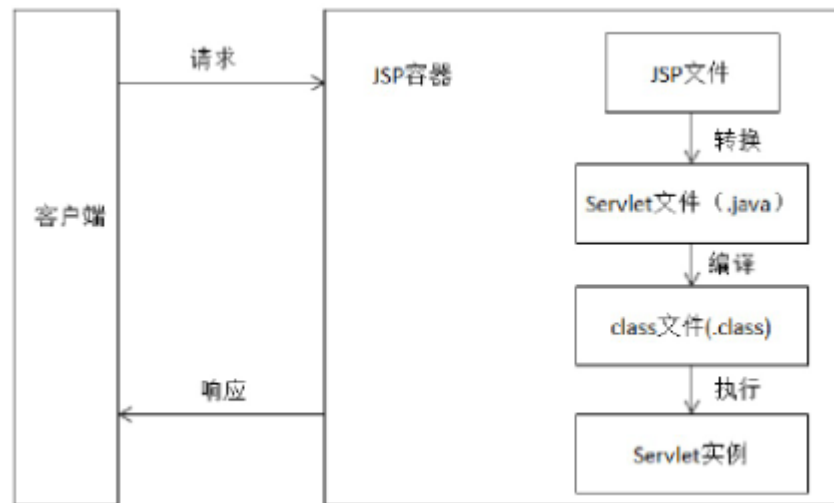 请求
JSP容器
JSP文件
转换
Servlet文件（.java）
客户端
编译
class文件(.class)
响应
执行
Servlet实例